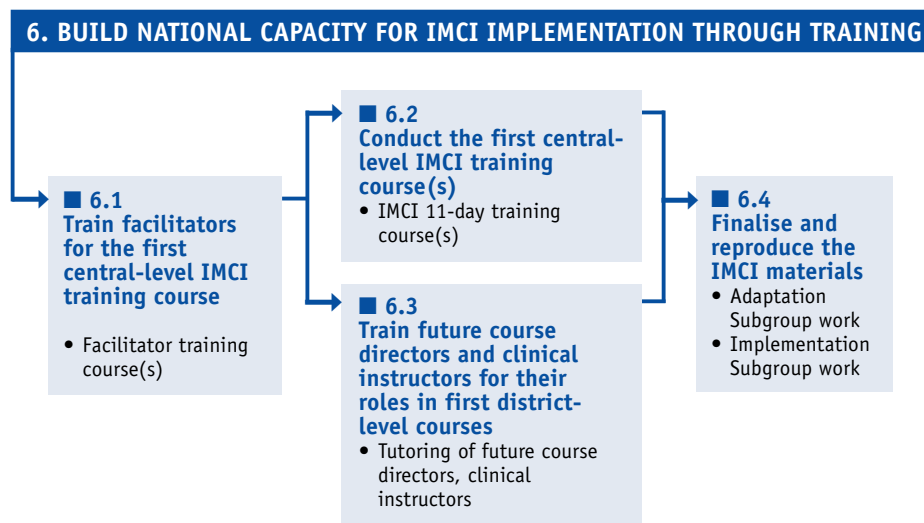 6. BUILD NATIONAL CAPACITY FOR IMCI IMPLEMENTATION THROUGH TRAINING
■ 6.1
Train facilitators
for the first
central-level IMCI
training course
• Facilitator training
course(s)
■ 6.2
Conduct the first central-
level IMCI training
course(s)
• IMCI 11-day training
course(s)
■ 6.3
Train future course
directors and clinical
instructors for their
roles in first district-
level courses
• Tutoring of future course
directors, clinical
instructors
■ 6.4
Finalise and
reproduce the
IMCI materials
• Adaptation
Subgroup work
• Implementation
Subgroup work